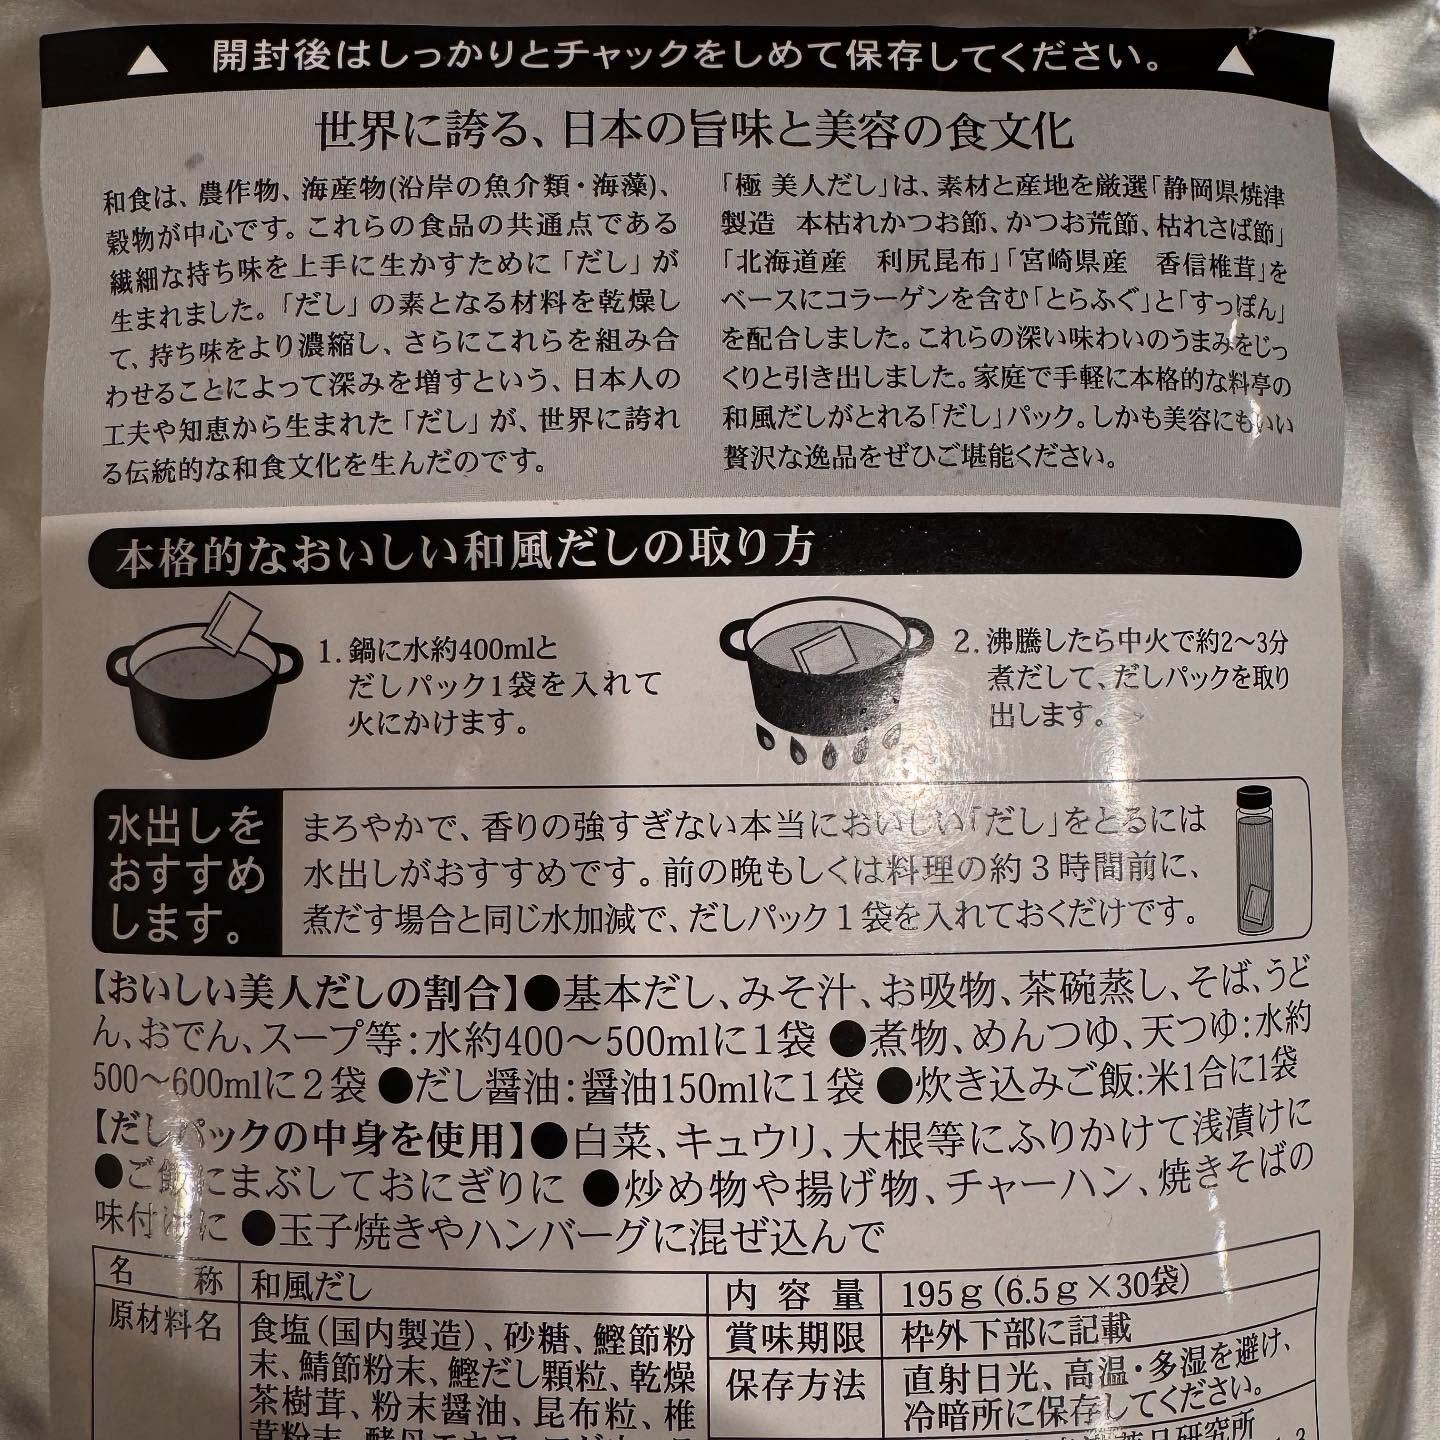 ▲ 開封後はしっかりとチャックをしめて保存してください。 ▲
世界に誇る、日本の旨味と美容の食文化
和食は、農作物、海産物(沿岸の魚介類・海藻)、
穀物が中心です。これらの食品の共通点である
繊細な持ち味を上手に生かすために「だし」が
生まれました。「だし」の素となる材料を乾燥し
て、持ち味をより濃縮し、さらにこれらを組み合
わせることによって深みを増すという、日本人の
工夫や知恵から生まれた「だし」が、世界に誇れ
る伝統的な和食文化を生んだのです。
「極 美人だし」は、素材と産地を厳選「静岡県焼津
製造 本枯れかつお節、かつお荒節、枯れさば節」
「北海道産 利尻昆布」「宮崎県産 香信椎茸」を
ベースにコラーゲンを含む「とらふぐ」と「すっぽん」
を配合しました。これらの深い味わいのうまみをじっ
くりと引き出しました。家庭で手軽に本格的な料亭の
和風だしがとれる「だし」パック。しかも美容にもいい
贅沢な逸品をぜひご堪能ください。
本格的なおいしい和風だしの取り方
1. 鍋に水約400mlと
だしパック1袋を入れて
火にかけます。
2. 沸騰したら中火で約2〜3分
煮だして、だしパックを取り
出します。
水出しを
おすすめ
します。
まろやかで、香りの強すぎない本当においしい「だし」をとるには
水出しがおすすめです。前の晩もしくは料理の約3時間前に、
煮だす場合と同じ水加減で、だしパック1袋を入れておくだけです。
【おいしい美人だしの割合】●基本だし、みそ汁、お吸物、茶碗蒸し、そば、うど
ん、おでん、スープ等:水約400〜500mlに1袋 ●煮物、めんつゆ、天つゆ:水約
500〜600mlに2袋 ●だし醤油:醤油150mlに1袋 ●炊き込みご飯:米1合に1袋
【だしパックの中身を使用】●白菜、キュウリ、大根等にふりかけて浅漬けに
●ご飯にまぶしておにぎりに ●炒め物や揚げ物、チャーハン、焼きそばの
味付けに ●玉子焼きやハンバーグに混ぜ込んで
名 称 和風だし
原材料名 食塩(国内製造)、砂糖、鰹節粉
末、鯖節粉末、鰹だし顆粒、乾燥
茶樹茸、粉末醤油、昆布粒、椎
茸粉末、酵母エキス
内 容 量 195g(6.5g×30袋)
賞味期限 枠外下部に記載
保存方法 直射日光、高温・多湿を避け、
冷暗所に保存してください。
薬品研究所